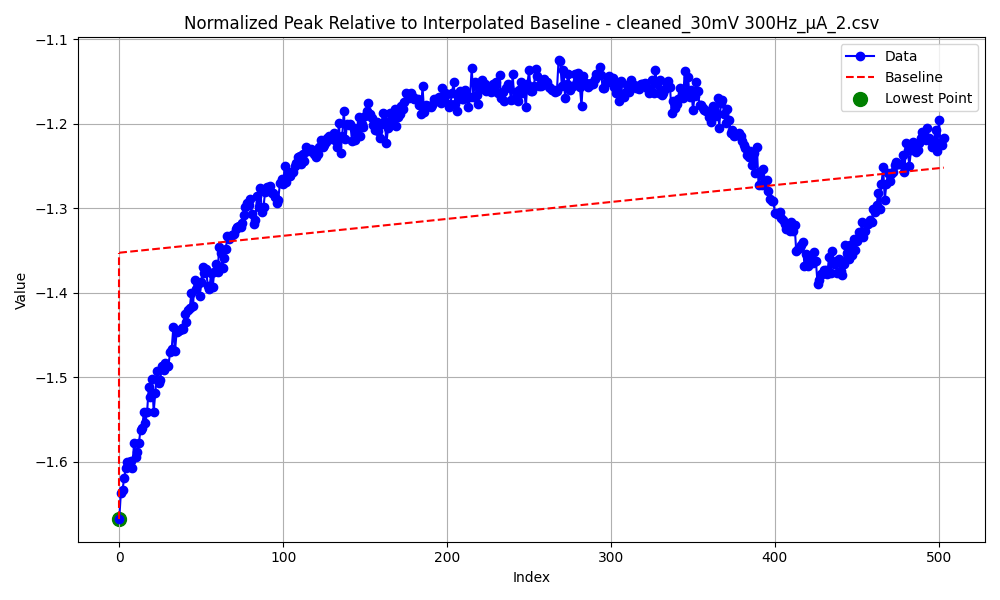 Normalized Peak Relative to Interpolated Baseline - cleaned_30mV 300Hz_μA_2.csv
Data
Baseline
Lowest Point
−1.1
−1.2
−1.3
−1.4
−1.5
−1.6
Value
0 100 200 300 400 500
Index